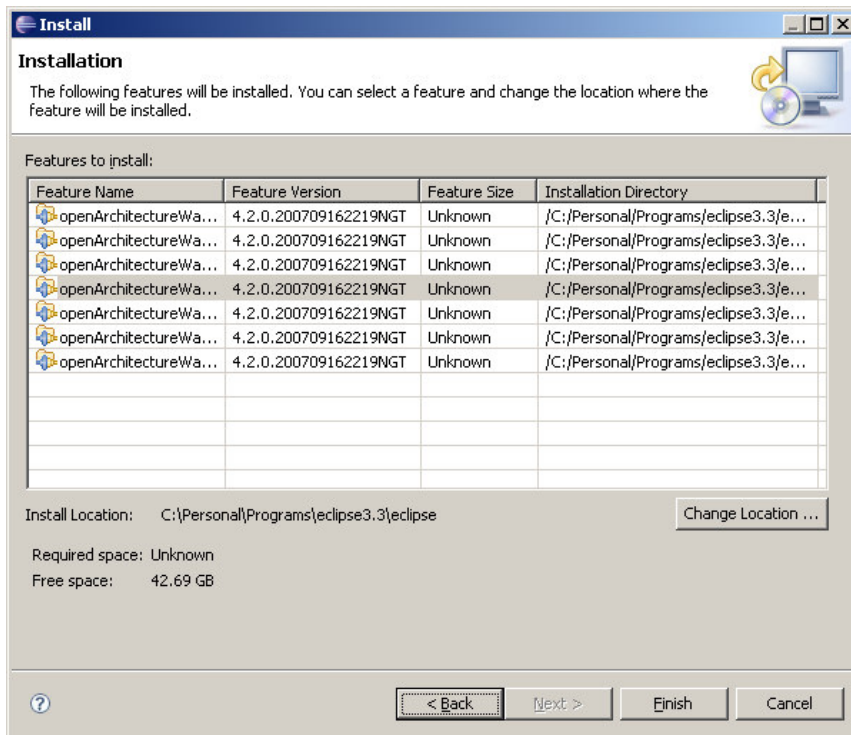 Install
Installation
The following features will be installed. You can select a feature and change the location where the
feature will be installed.
Features to install:
Feature Name Feature Version Feature Size Installation Directory
openArchitectureWa... 4.2.0.200709162219NGT Unknown /C:/Personal/Programs/eclipse3.3/e...
openArchitectureWa... 4.2.0.200709162219NGT Unknown /C:/Personal/Programs/eclipse3.3/e...
openArchitectureWa... 4.2.0.200709162219NGT Unknown /C:/Personal/Programs/eclipse3.3/e...
openArchitectureWa... 4.2.0.200709162219NGT Unknown /C:/Personal/Programs/eclipse3.3/e...
openArchitectureWa... 4.2.0.200709162219NGT Unknown /C:/Personal/Programs/eclipse3.3/e...
openArchitectureWa... 4.2.0.200709162219NGT Unknown /C:/Personal/Programs/eclipse3.3/e...
openArchitectureWa... 4.2.0.200709162219NGT Unknown /C:/Personal/Programs/eclipse3.3/e...
Install Location: C:\Personal\Programs\eclipse3.3\eclipse Change Location ...
Required space: Unknown
Free space: 42.69 GB
? < Back Next > Finish Cancel